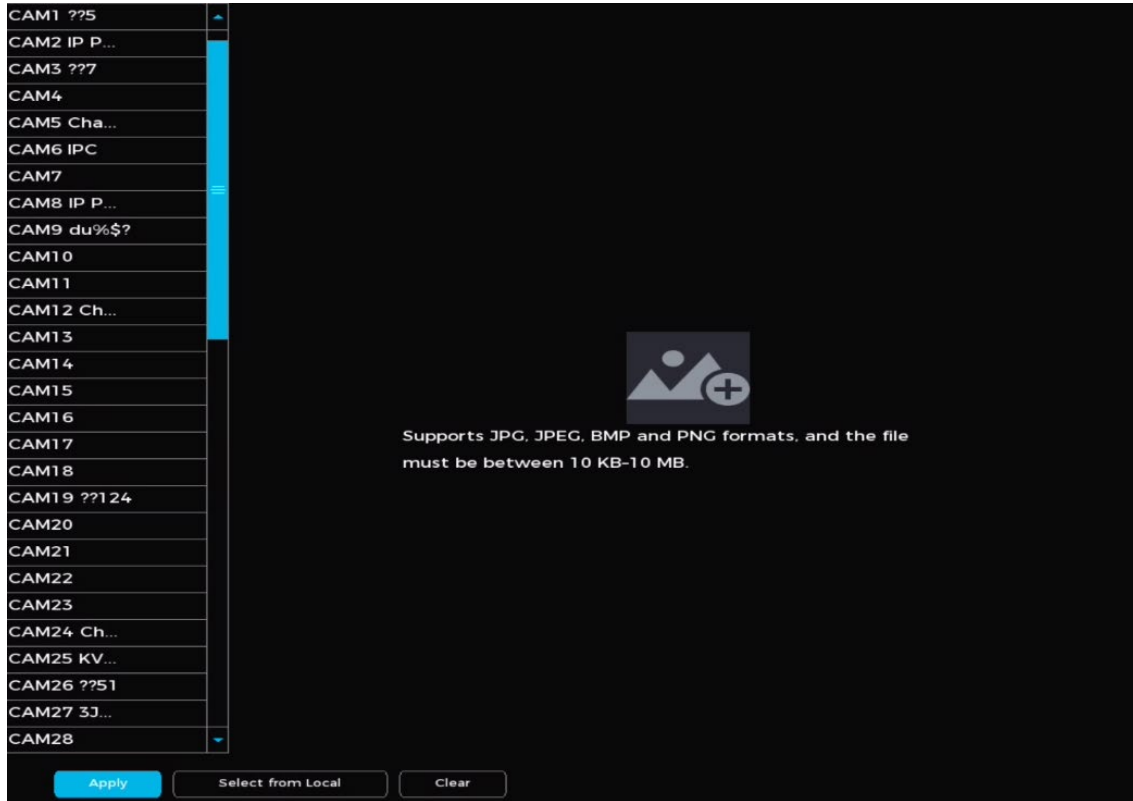 CAM1 ??5
CAM2 IP P...
CAM3 ??7
CAM4
CAM5 Cha...
CAM6 IPC
CAM7
CAM8 IP P...
CAM9 du%$?
CAM10
CAM11
CAM12 Ch...
CAM13
CAM14
CAM15
CAM16
CAM17
CAM18
CAM19 ??124
CAM20
CAM21
CAM22
CAM23
CAM24 Ch...
CAM25 KV...
CAM26 ??51
CAM27 3J...
CAM28
Supports JPG, JPEG, BMP and PNG formats, and the file
must be between 10 KB-10 MB.
Apply
Select from Local
Clear